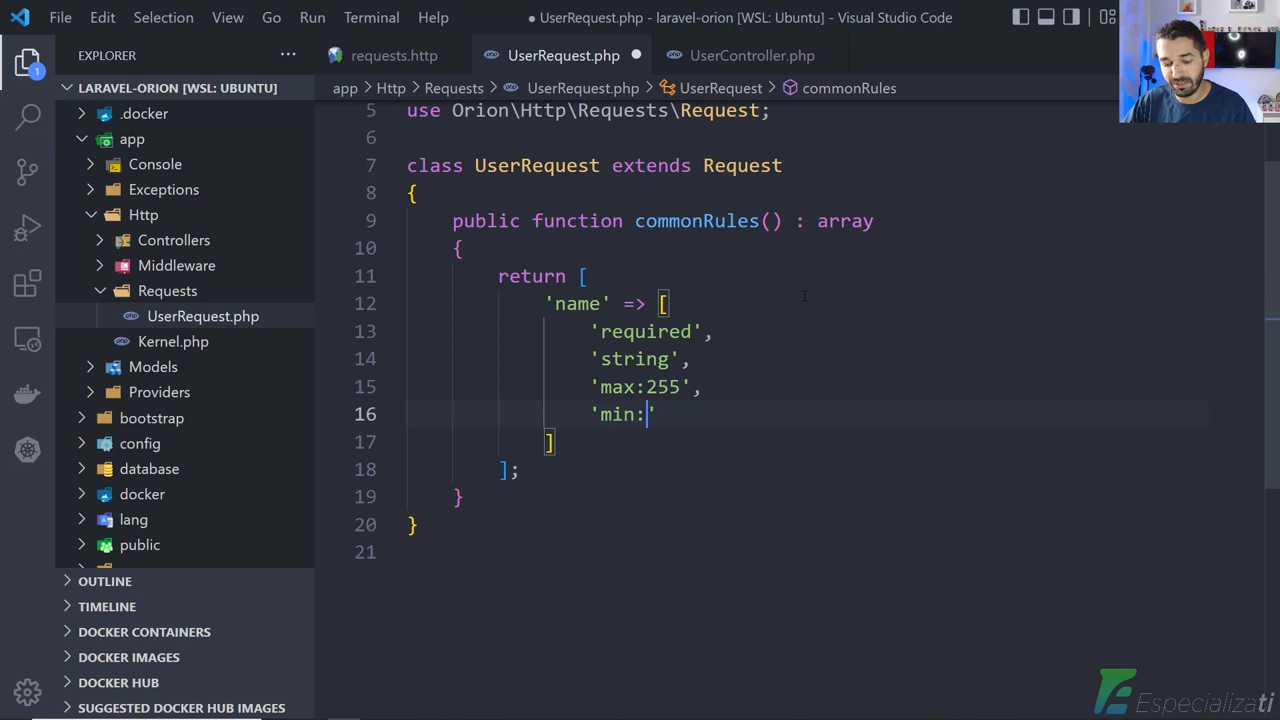 File Edit Selection View Go Run Terminal Help
● UserRequest.php - laravel-orion [WSL: Ubuntu] - Visual Studio Code
EXPLORER ···
requests.http UserRequest.php ● UserController.php
1
LARAVEL-ORION [WSL: UBUNTU]
app > Http > Requests > UserRequest.php > UserRequest > commonRules
.docker
app
Console
Exceptions
Http
Controllers
Middleware
Requests
UserRequest.php
Kernel.php
Models
Providers
bootstrap
config
database
docker
lang
public
OUTLINE
TIMELINE
DOCKER CONTAINERS
DOCKER IMAGES
DOCKER HUB
SUGGESTED DOCKER HUB IMAGES
5 use Orion\Http\Requests\Request;
6
7 class UserRequest extends Request
8 {
9 public function commonRules() : array
10 {
11 return [
12 'name' => [
13 'required',
14 'string',
15 'max:255',
16 'min:'
17 ]
18 ];
19 }
20 }
21
EspecializaTi